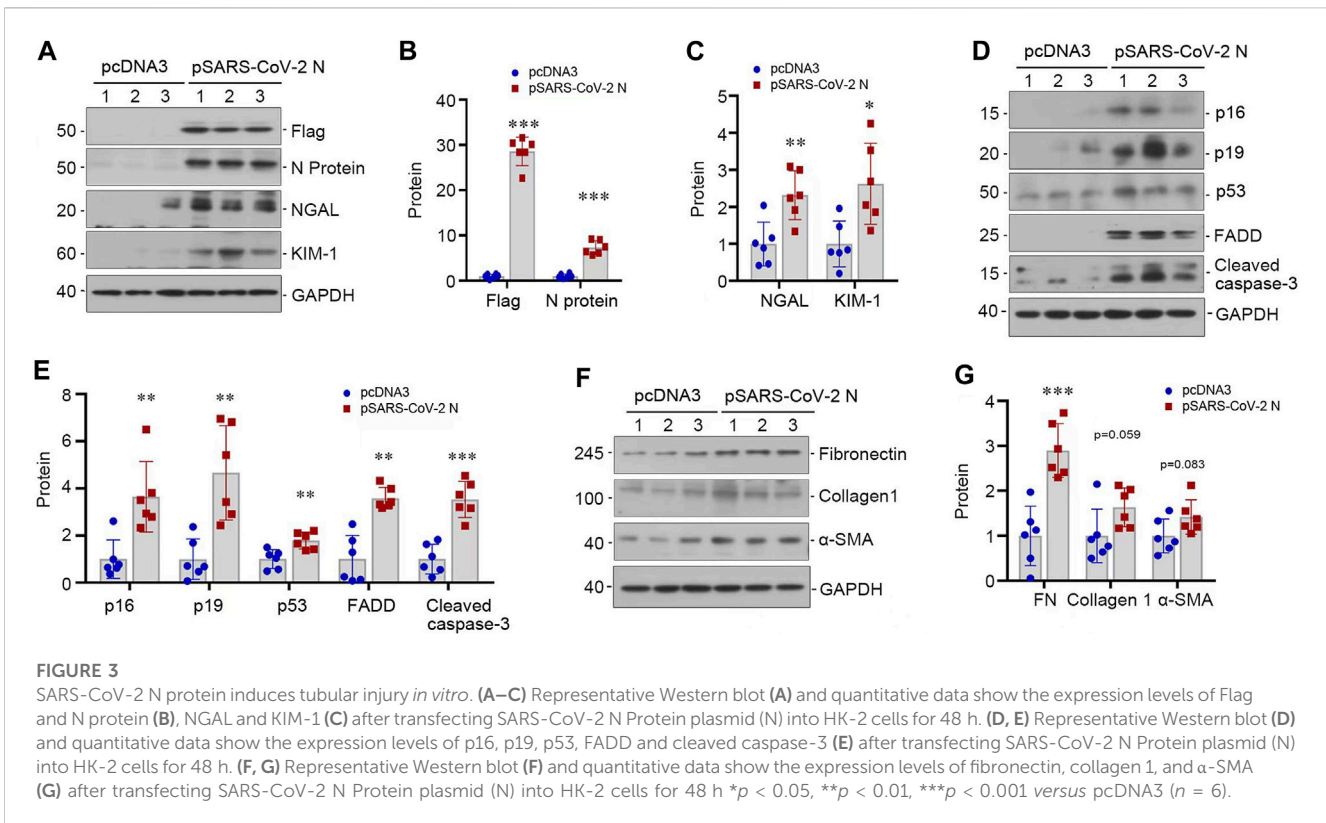 A
pcDNA3 pSARS-CoV-2 N
1 2 3 1 2 3
50 - - Flag
50 - - N Protein
20 - - NGAL
60 - - KIM-1
40 - - GAPDH
B
pcDNA3
pSARS-CoV-2 N
Protein
40
30
20
10
0
***
***
Flag N protein
C
pcDNA3
pSARS-CoV-2 N
Protein
5
4
3
2
1
0
**
*
NGAL KIM-1
D
pcDNA3 pSARS-CoV-2 N
1 2 3 1 2 3
15 - - p16
20 - - p19
50 - - p53
25 - - FADD
15 - - Cleaved
caspase-3
40 - - GAPDH
E
pcDNA3
pSARS-CoV-2 N
Protein
8
6
4
2
0
** ** ** ** ***
p16 p19 p53 FADD Cleaved
caspase-3
F
pcDNA3 pSARS-CoV-2 N
1 2 3 1 2 3
245 - - Fibronectin
100 - - Collagen1
40 - - α-SMA
40 - - GAPDH
G
pcDNA3
pSARS-CoV-2 N
Protein
4
3
2
1
0
***
p=0.059
p=0.083
FN Collagen 1 α-SMA
FIGURE 3
SARS-CoV-2 N protein induces tubular injury in vitro. (A–C) Representative Western blot (A) and quantitative data show the expression levels of Flag
and N protein (B), NGAL and KIM-1 (C) after transfecting SARS-CoV-2 N Protein plasmid (N) into HK-2 cells for 48 h. (D, E) Representative Western blot (D)
and quantitative data show the expression levels of p16, p19, p53, FADD and cleaved caspase-3 (E) after transfecting SARS-CoV-2 N Protein plasmid (N)
into HK-2 cells for 48 h. (F, G) Representative Western blot (F) and quantitative data show the expression levels of fibronectin, collagen 1, and α-SMA
(G) after transfecting SARS-CoV-2 N Protein plasmid (N) into HK-2 cells for 48 h *p < 0.05, **p < 0.01, ***p < 0.001 versus pcDNA3 (n = 6).